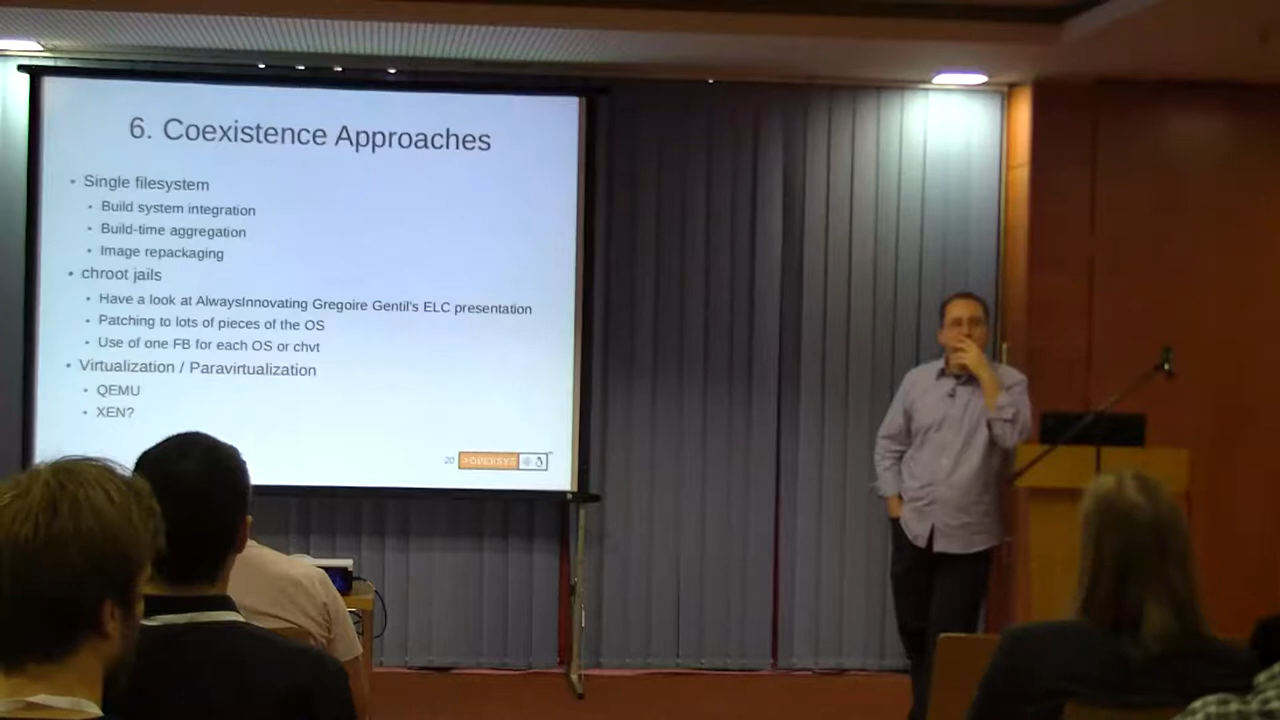 6. Coexistence Approaches
• Single filesystem
• Build system integration
• Build-time aggregation
• Image repackaging
• chroot jails
• Have a look at AlwaysInnovating Gregoire Gentil's ELC presentation
• Patching to lots of pieces of the OS
• Use of one FB for each OS or chvt
• Virtualization / Paravirtualization
• QEMU
• XEN?
20 >OPERSYS